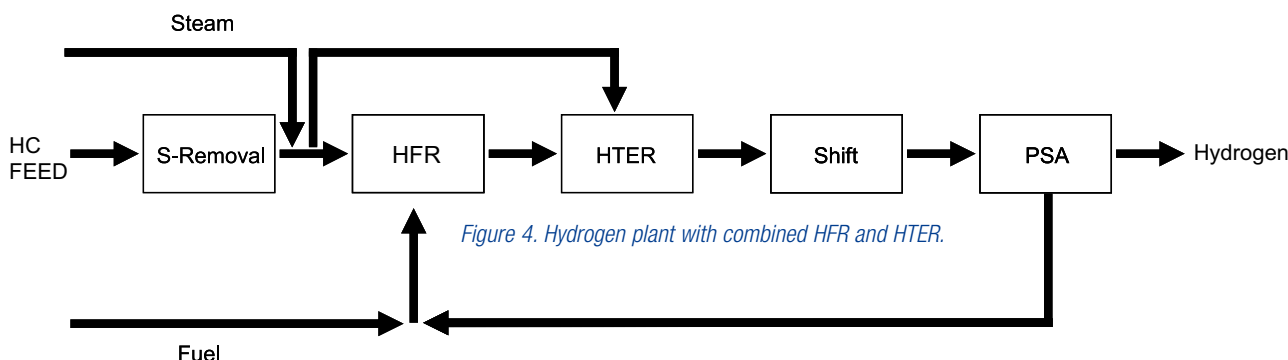 Steam
HC
FEED
S-Removal
HFR
HTER
Shift
PSA
Hydrogen
Figure 4. Hydrogen plant with combined HFR and HTER.
Fuel